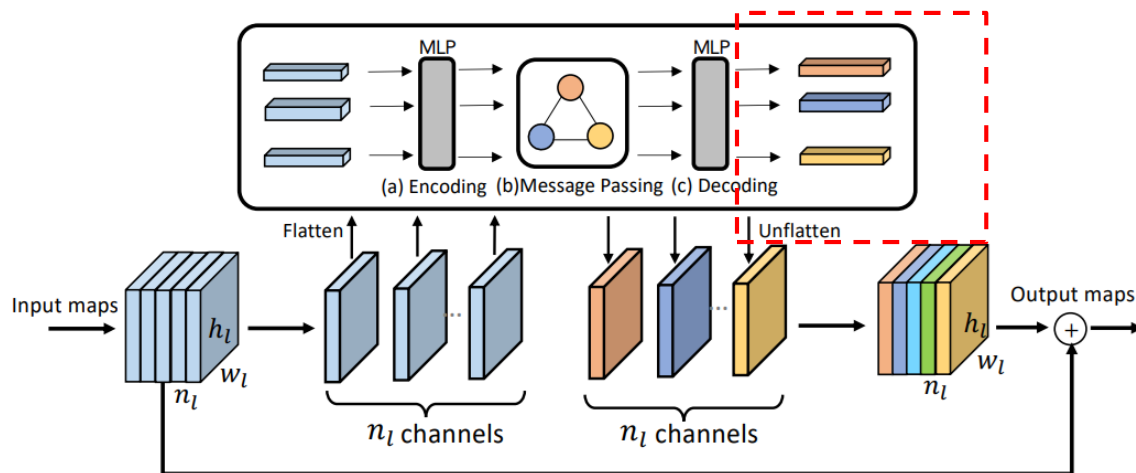 MLP
MLP
(a) Encoding
(b)Message Passing
(c) Decoding
Flatten
Unflatten
Input maps
h_l
w_l
n_l
...
...
h_l
w_l
n_l
Output maps
+
n_l channels
n_l channels